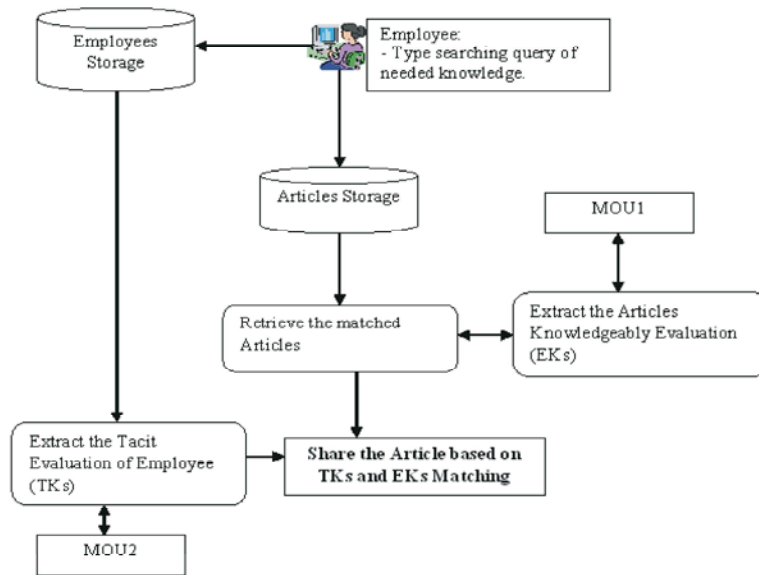 Employees
Storage
Employee:
- Type searching query of
needed knowledge.
Articles Storage
MOU1
Retrieve the matched
Articles
Extract the Articles
Knowledgeably Evaluation
(EKs)
Extract the Tacit
Evaluation of Employee
(TKs)
Share the Article based on
TKs and EKs Matching
MOU2